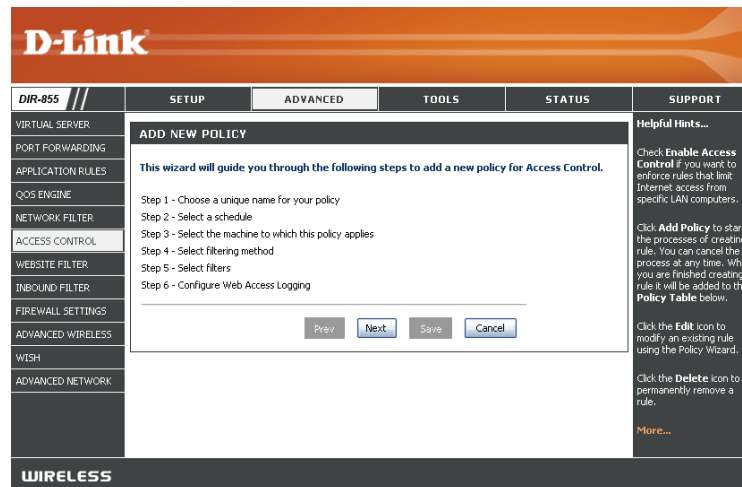 D-Link
DIR-855
SETUP
ADVANCED
TOOLS
STATUS
SUPPORT
VIRTUAL SERVER
PORT FORWARDING
APPLICATION RULES
QOS ENGINE
NETWORK FILTER
ACCESS CONTROL
WEBSITE FILTER
INBOUND FILTER
FIREWALL SETTINGS
ADVANCED WIRELESS
WISH
ADVANCED NETWORK
ADD NEW POLICY
This wizard will guide you through the following steps to add a new policy for Access Control.
Step 1 - Choose a unique name for your policy
Step 2 - Select a schedule
Step 3 - Select the machine to which this policy applies
Step 4 - Select filtering method
Step 5 - Select filters
Step 6 - Configure Web Access Logging
Prev
Next
Save
Cancel
Helpful Hints...
Check Enable Access
Control if you want to
enforce rules that limit
Internet access from
specific LAN computers.
Click Add Policy to star
the processes of creatin
rule. You can cancel the
process at any time. Wh
you are finished creating
rule it will be added to th
Policy Table below.
Click the Edit icon to
modify an existing rule
using the Policy Wizard.
Click the Delete icon to
permanently remove a
rule.
More...
WIRELESS